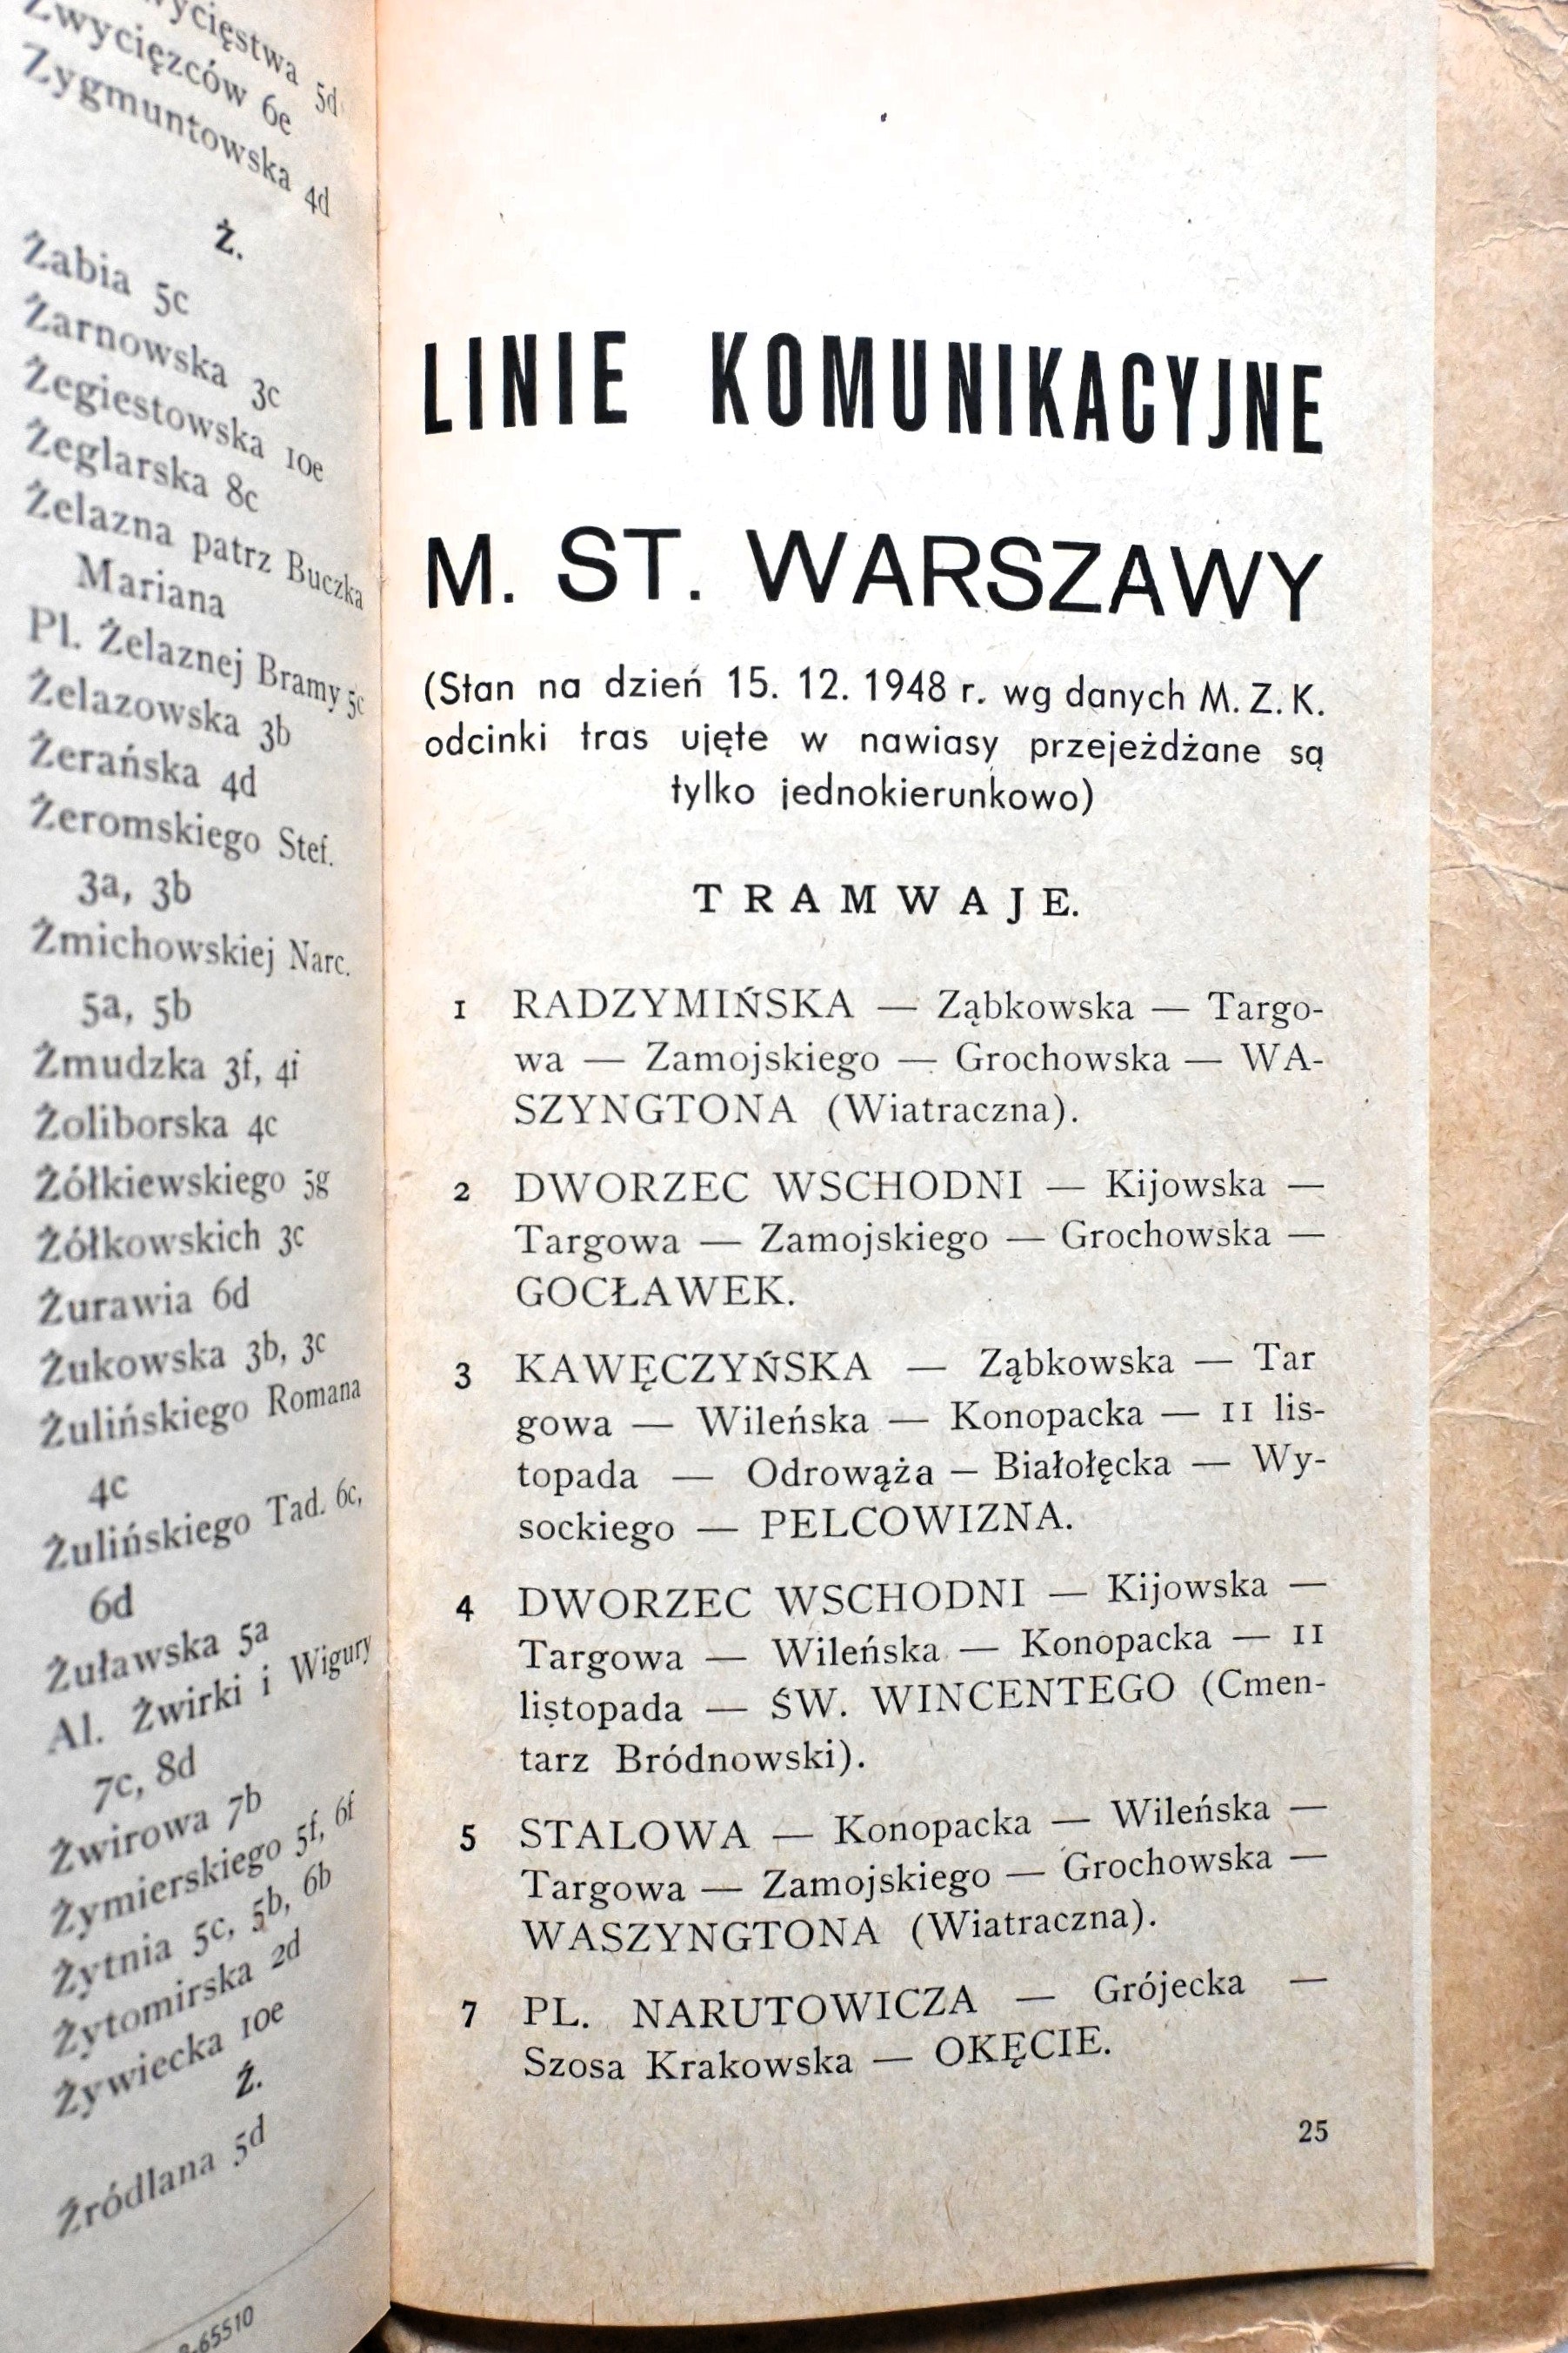 Zwycięzców 6e
Zygmuntowska 4d
Ż.
Żabia 5c
Żarnowska 3c
Żegiestowska 10e
Żeglarska 8c
Żelazna patrz Buczka
Mariana
Pl. Żelaznej Bramy 5c
Żelazowska 3b
Żerańska 4d
Żeromskiego Stef.
3a, 3b
Żmichowskiej Narc.
5a, 5b
Żmudzka 3f, 4f
Żoliborska 4c
Żółkiewskiego 5g
Żółkowskich 3c
Żurawia 6d
Żukowska 3b, 3c
Żulińskiego Romana
4c
Żulińskiego Tad. 6c,
6d
Żuławska 5a
Al. Żwirki i Wigury
7c, 8d
Żwirowa 7b
Żymierskiego 5f, 6f
Żytnia 5c, 5b, 6b
Żytomirska 2d
Żywiecka 10e
Ź.
Źródlana 5d
LINIE KOMUNIKACYJNE
M. ST. WARSZAWY
(Stan na dzień 15. 12. 1948 r. wg danych M. Z. K.
odcinki tras ujęte w nawiasy przejeżdżane są
tylko jednokierunkowo)
TRAMWAJE.
1 RADZYMIŃSKA — Ząbkowska — Targo-
wa — Zamojskiego — Grochowska — WA-
SZYNGTONA (Wiatraczna).
2 DWORZEC WSCHODNI — Kijowska —
Targowa — Zamojskiego — Grochowska —
GOCŁAWEK.
3 KAWĘCZYŃSKA — Ząbkowska — Tar
gowa — Wileńska — Konopacka — 11 lis-
topada — Odrowąża — Białołęcka — Wy-
sockiego — PELCOWIZNA.
4 DWORZEC WSCHODNI — Kijowska —
Targowa — Wileńska — Konopacka — 11
listopada — ŚW. WINCENTEGO (Cmen-
tarz Bródnowski).
5 STALOWA — Konopacka — Wileńska —
Targowa — Zamojskiego — Grochowska —
WASZYNGTONA (Wiatraczna).
7 PL. NARUTOWICZA — Grójecka —
Szosa Krakowska — OKĘCIE.
25